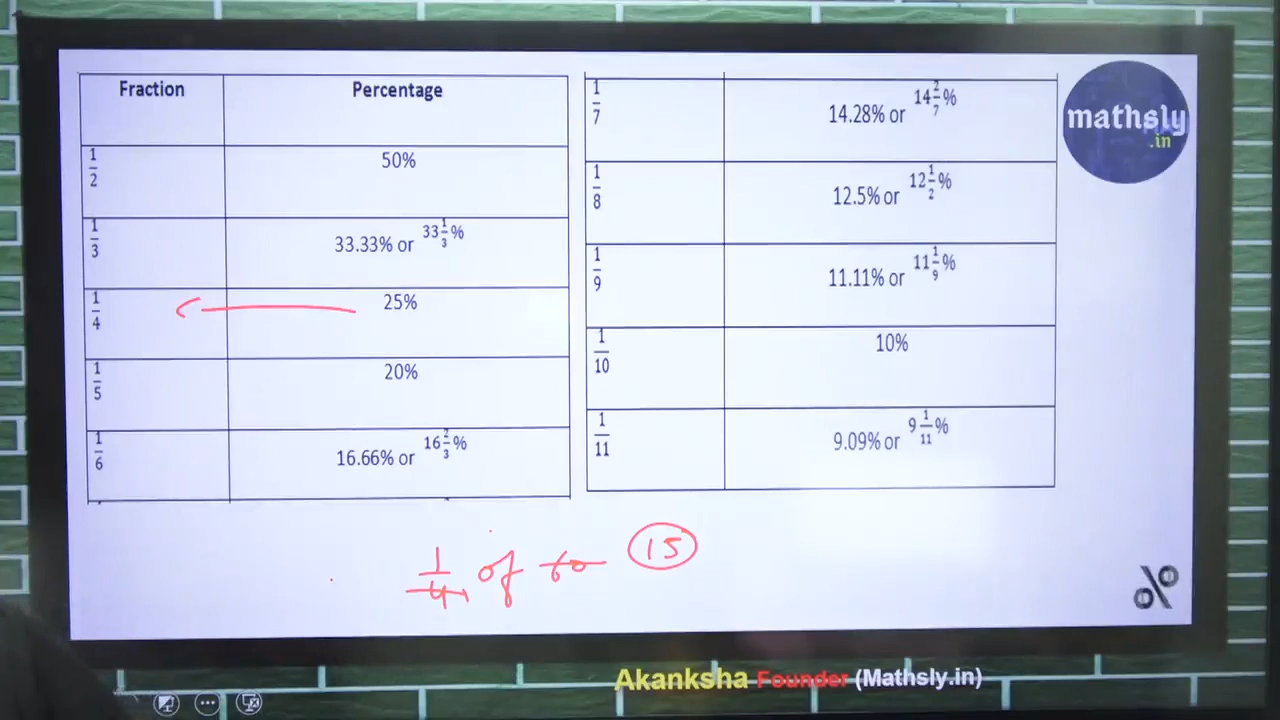 Fraction Percentage
1/2 50%
1/3 33.33% or 33 1/3%
1/4 25%
1/5 20%
1/6 16.66% or 16 2/3%
1/7 14.28% or 14 2/7%
1/8 12.5% or 12 1/2%
1/9 11.11% or 11 1/9%
1/10 10%
1/11 9.09% or 9 1/11%
mathsly
.in
1/4 of 60 15
%
Akanksha Founder (Mathsly.in)